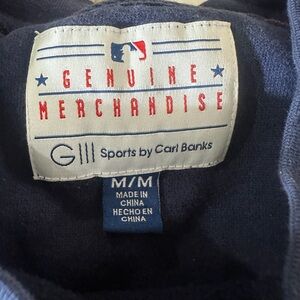 GENUINE
MERCHANDISE
GIII Sports by Carl Banks
M/M
MADE IN
CHINA
HECHO EN
CHINA